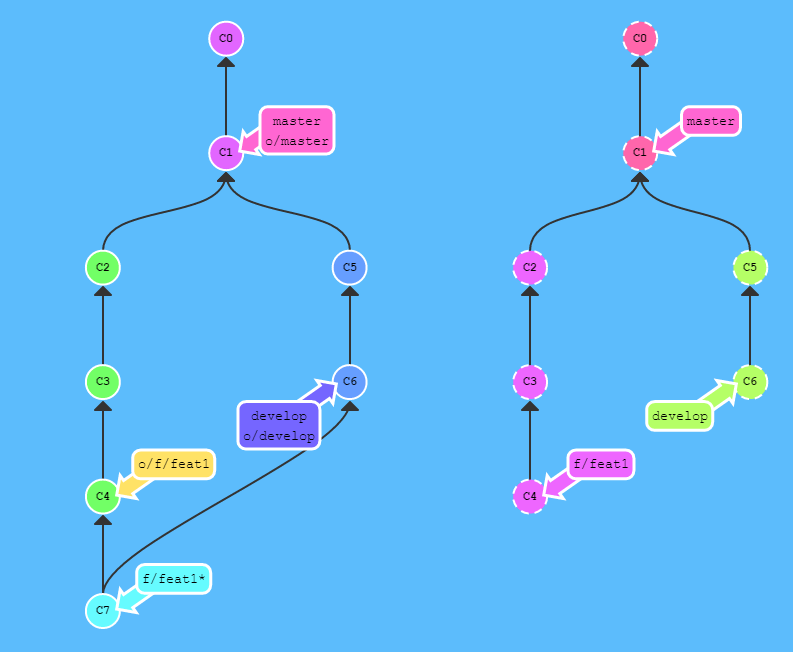 C0
master
o/master
C1
C2
C5
C3
C6
develop
o/develop
o/f/feat1
C4
f/feat1*
C7
C0
master
C1
C2
C5
C3
C6
develop
f/feat1
C4